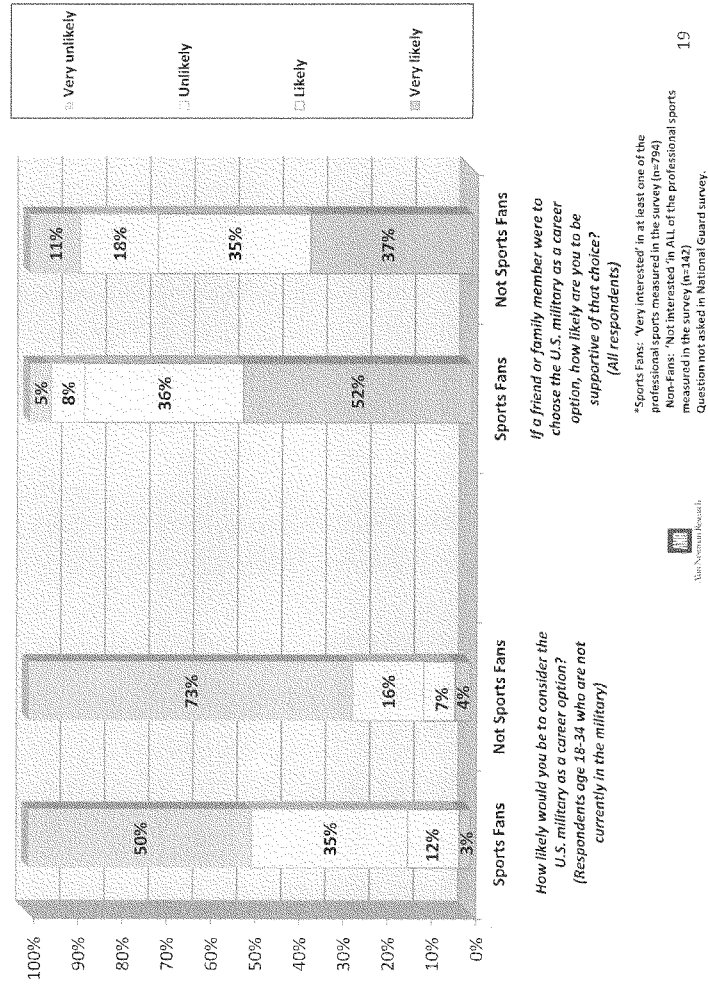 100%
90%
80%
70%
60%
50%
40%
30%
20%
10%
0%
50%
35%
12%
3%
73%
16%
7%
4%
5%
8%
36%
52%
11%
18%
35%
37%
Sports Fans
Not Sports Fans
Sports Fans
Not Sports Fans
Very unlikely
Unlikely
Likely
Very likely
How likely would you be to consider the
U.S. military as a career option?
(Respondents age 18-34 who are not
currently in the military)
If a friend or family member were to
choose the U.S. military as a career
option, how likely are you to be
supportive of that choice?
(All respondents)
*Sports Fans: 'Very interested' in at least one of the
professional sports measured in the survey (n=794)
Non-Fans: 'Not interested 'in ALL of the professional sports
measured in the survey (n=142)
Question not asked in National Guard survey.
Research
19